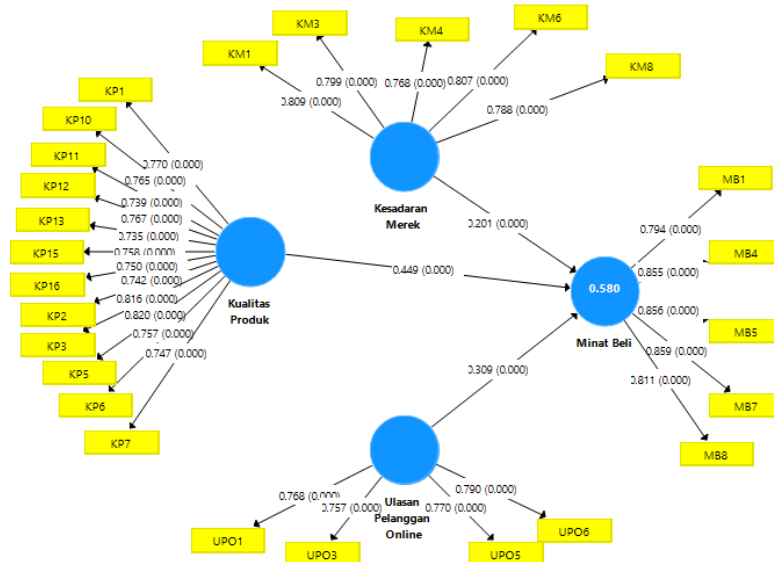 KM1
KM3
KM4
KM6
KM8
0.809 (0.000)
0.799 (0.000)
0.768 (0.000)
0.807 (0.000)
0.788 (0.000)
Kesadaran
Merek
KP1
KP10
KP11
KP12
KP13
KP15
KP16
KP2
KP3
KP5
KP6
KP7
0.770 (0.000)
0.765 (0.000)
0.739 (0.000)
0.767 (0.000)
0.735 (0.000)
0.758 (0.000)
0.750 (0.000)
0.742 (0.000)
0.816 (0.000)
0.820 (0.000)
0.757 (0.000)
0.747 (0.000)
Kualitas
Produk
0.201 (0.000)
0.449 (0.000)
0.309 (0.000)
0.580
Minat Beli
MB1
MB4
MB5
MB7
MB8
0.794 (0.000)
0.855 (0.000)
0.856 (0.000)
0.859 (0.000)
0.811 (0.000)
Ulasan
Pelanggan
Online
0.768 (0.000)
0.757 (0.000)
0.770 (0.000)
0.790 (0.000)
UPO1
UPO3
UPO5
UPO6